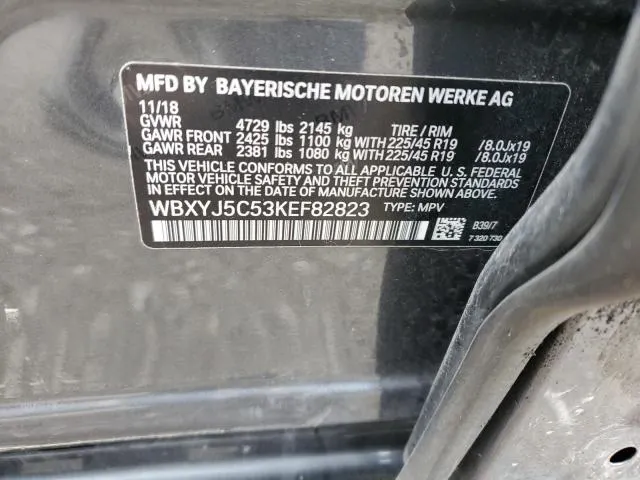 MFD BY BAYERISCHE MOTOREN WERKE AG
11/18
GVWR 4729 lbs 2145 kg TIRE / RIM
GAWR FRONT 2425 lbs 1100 kg WITH 225/45 R19 /8.0Jx19
GAWR REAR 2381 lbs 1080 kg WITH 225/45 R19 /8.0Jx19
THIS VEHICLE CONFORMS TO ALL APPLICABLE U.S. FEDERAL
MOTOR VEHICLE SAFETY AND THEFT PREVENTION STANDARDS
IN EFFECT ON THE DATE OF MANUFACTURE SHOWN ABOVE.
WBXYJ5C53KEF82823 TYPE: MPV
B39/7
7 320 730